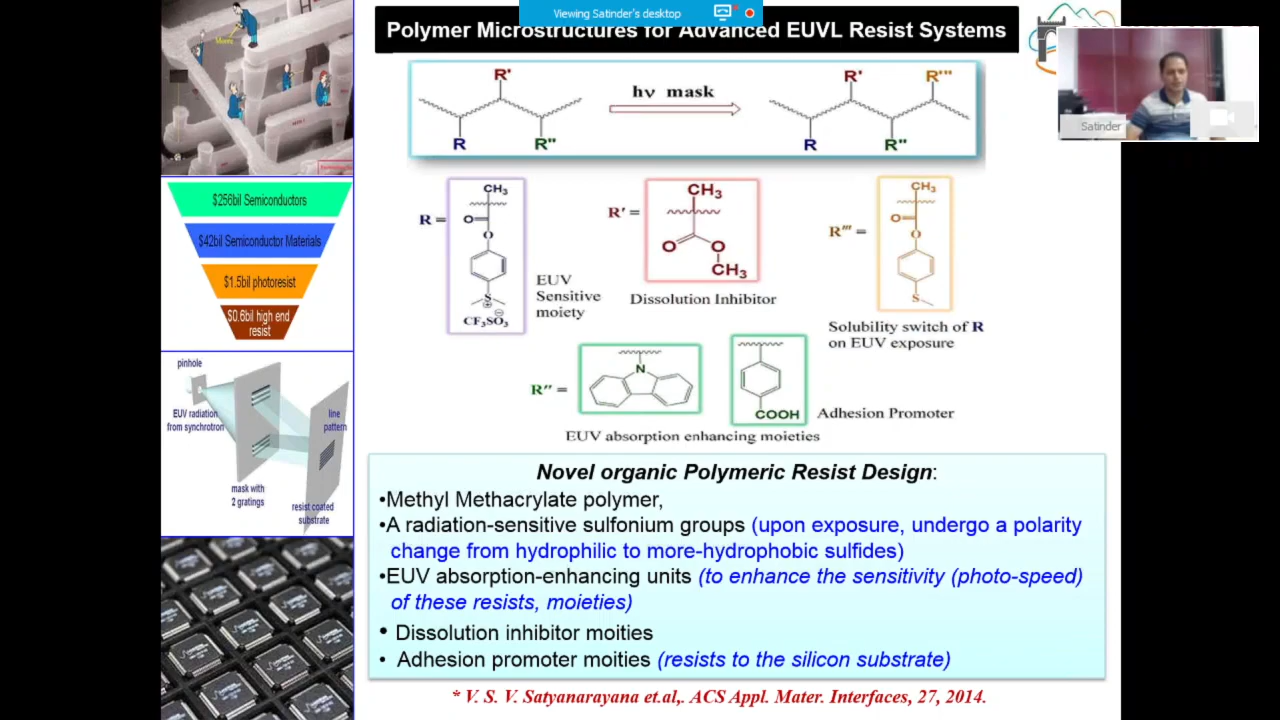 Viewing Satinder's desktop
Polymer Microstructures for Advanced EUVL Resist Systems
Moore
$256bil Semiconductors
$42bil Semiconductor Materials
$1.5bil photoresist
$0.6bil high end
resist
pinhole
EUV radiation
from synchrotron
line
pattern
mask with
2 gratings
resist coated
substrate
Satinder
R'
hν mask
R'
R'''
R
R''
R
R''
R =
CH₃
O
O
S
⊕
CF₃SO₃
⊖
EUV
Sensitive
moiety
R' =
CH₃
O
O
CH₃
Dissolution Inhibitor
R''' =
CH₃
O
O
S
Solubility switch of R
on EUV exposure
R'' =
N
COOH
Adhesion Promoter
EUV absorption enhancing moieties
Novel organic Polymeric Resist Design:
•Methyl Methacrylate polymer,
•A radiation-sensitive sulfonium groups (upon exposure, undergo a polarity
change from hydrophilic to more-hydrophobic sulfides)
•EUV absorption-enhancing units (to enhance the sensitivity (photo-speed)
of these resists, moieties)
• Dissolution inhibitor moities
• Adhesion promoter moities (resists to the silicon substrate)
* V. S. V. Satyanarayana et.al,. ACS Appl. Mater. Interfaces, 27, 2014.